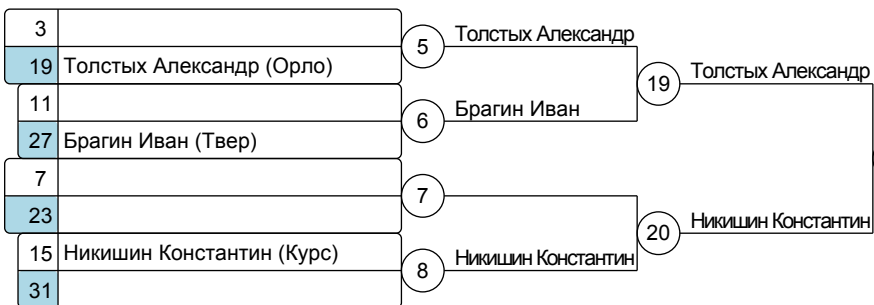 3
19 Толстых Александр (Орло)
11
27 Брагин Иван (Твер)
7
23
15 Никишин Константин (Курс)
31
5 Толстых Александр
6 Брагин Иван
7
8 Никишин Константин
19 Толстых Александр
20 Никишин Константин